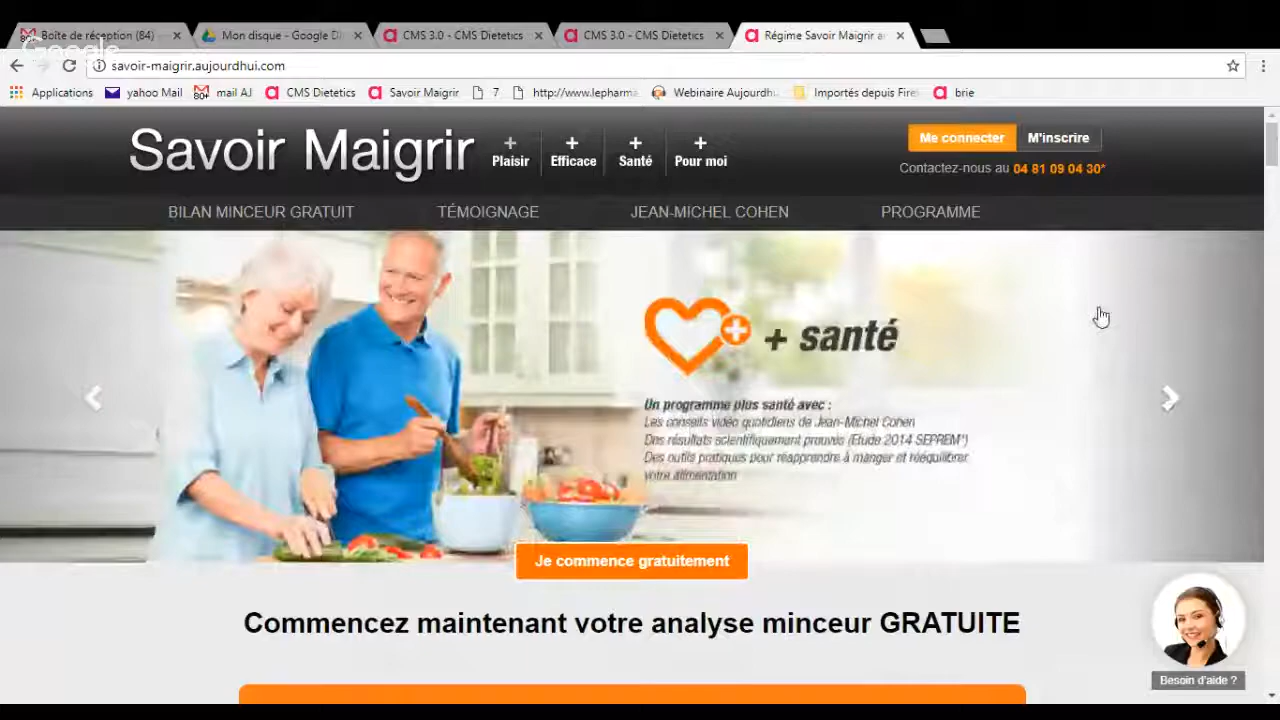 Boîte de réception (84)
Mon disque - Google D
CMS 3.0 - CMS Dietetics
CMS 3.0 - CMS Dietetics
Régime Savoir Maigrir a
Google
savoir-maigrir.aujourdhui.com
Applications
yahoo Mail
mail AJ
CMS Dietetics
Savoir Maigrir
7
http://www.lepharma
Webinaire Aujourdhu
Importés depuis Fire
brie
Savoir Maigrir
+ Plaisir
+ Efficace
+ Santé
+ Pour moi
Me connecter
M'inscrire
Contactez-nous au 04 81 09 04 30*
BILAN MINCEUR GRATUIT
TÉMOIGNAGE
JEAN-MICHEL COHEN
PROGRAMME
+ santé
Un programme plus santé avec :
Les conseils vidéo quotidiens de Jean-Michel Cohen
Des résultats scientifiquement prouvés (Etude 2014 SEPREM*)
Des outils pratiques pour réapprendre à manger et rééquilibrer
votre alimentation
Je commence gratuitement
Commencez maintenant votre analyse minceur GRATUITE
Besoin d'aide ?